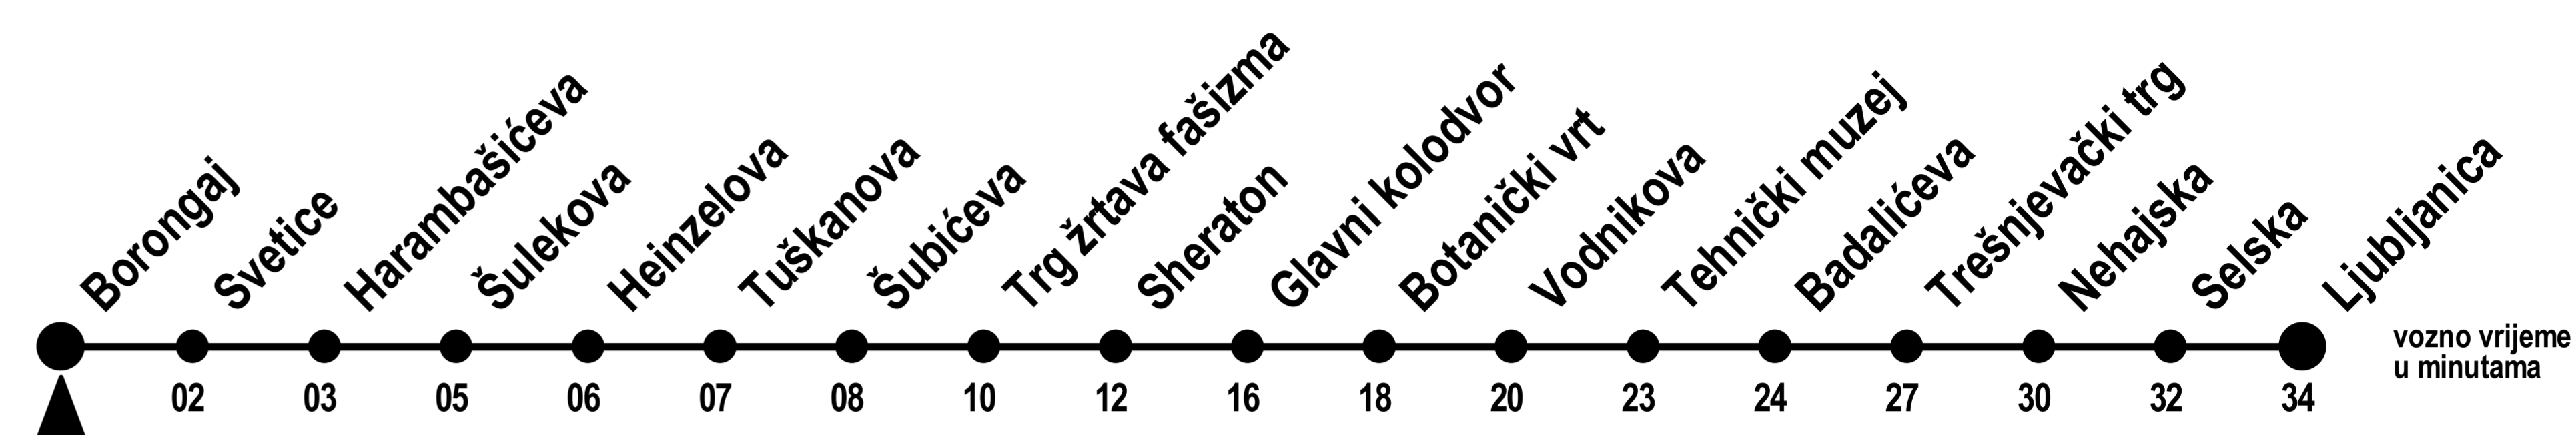 Borongaj
Svetice
Harambašićeva
Šulekova
Heinzelova
Tuškanova
Šubićeva
Trg žrtava fašizma
Sheraton
Glavni kolodvor
Botanički vrt
Vodnikova
Tehnički muzej
Badalićeva
Trešnjevački trg
Nehajska
Selska
Ljubljanica
02 03 05 06 07 08 10 12 16 18 20 23 24 27 30 32 34
vozno vrijeme
u minutama